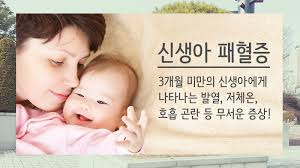 신생아 패혈증
3개월 미만의 신생아에게
나타나는 발열, 저체온,
호흡 곤란 등 무서운 증상!